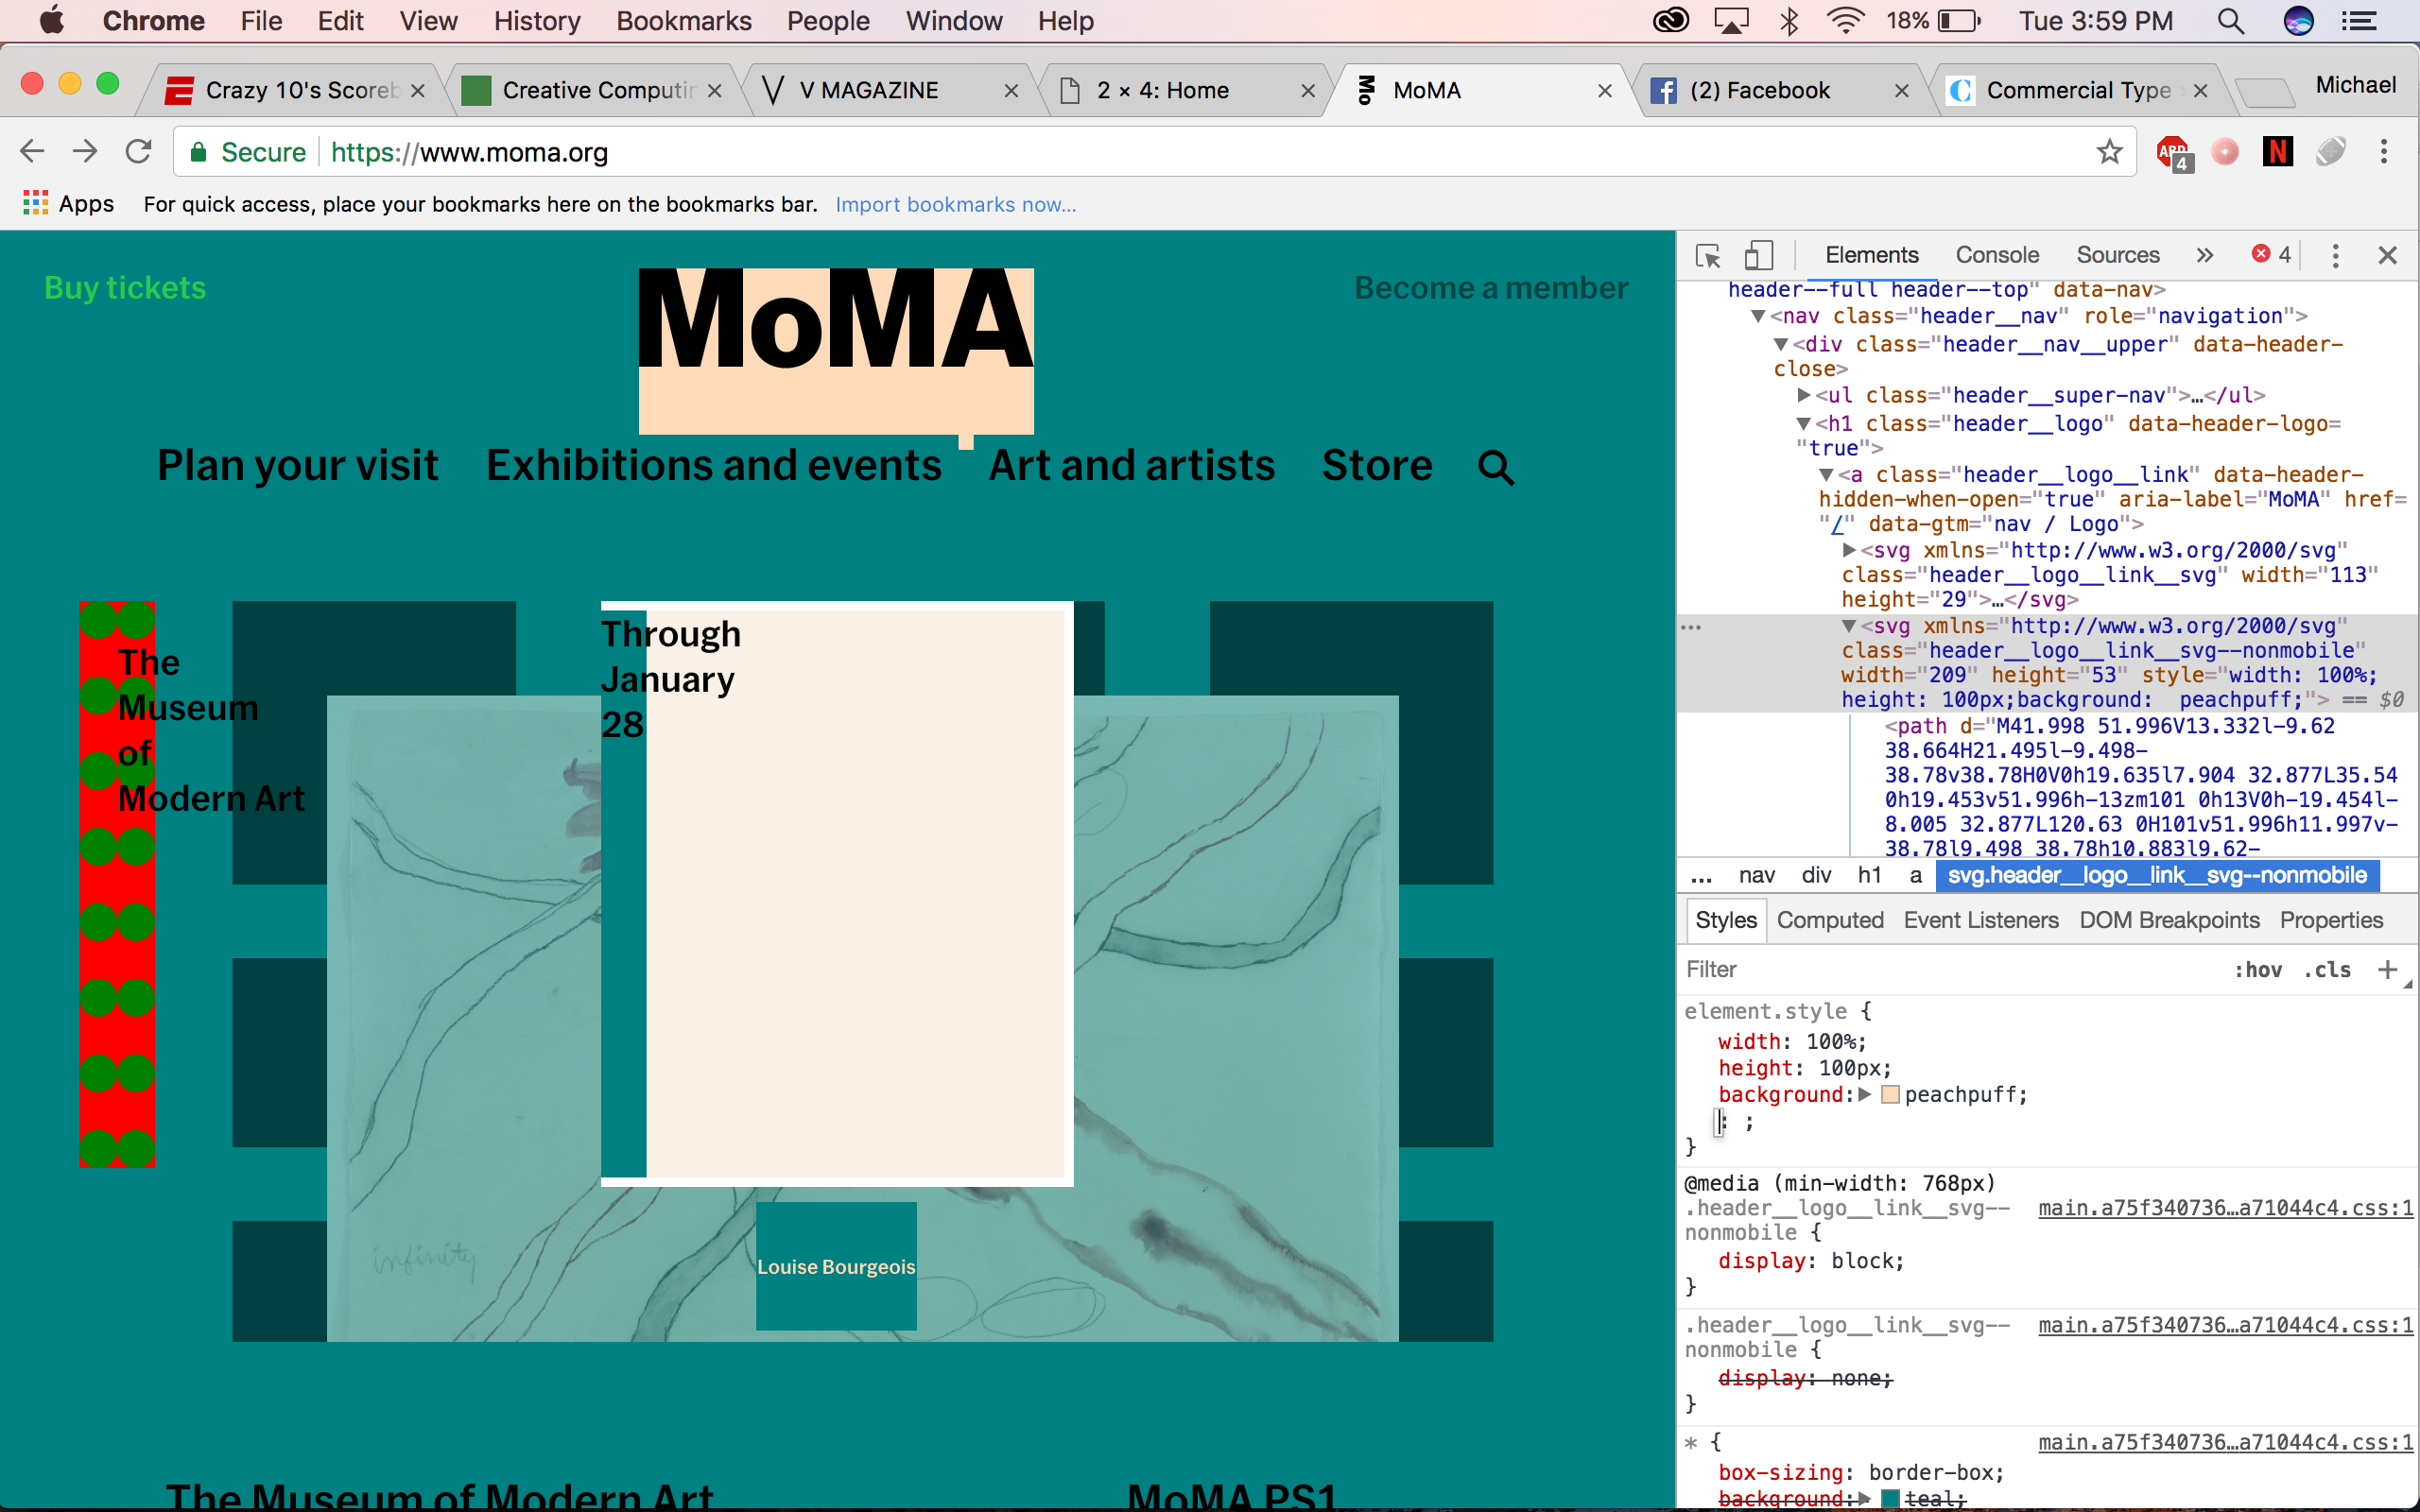 Chrome File Edit View History Bookmarks People Window Help 18% Tue 3:59 PM
Crazy 10's Scoreb Creative Computin V MAGAZINE 2 × 4: Home MoMA (2) Facebook Commercial Type Michael
Secure https://www.moma.org ABP 4 N
Apps For quick access, place your bookmarks here on the bookmarks bar. Import bookmarks now...
Buy tickets
MoMA
Become a member
Plan your visit Exhibitions and events Art and artists Store
The
Museum
of
Modern Art
Through
January
28
infinity
Louise Bourgeois
The Museum of Modern Art MoMA PS1
Elements Console Sources » 4
header--full header--top" data-nav>
▼<nav class="header__nav" role="navigation">
▼<div class="header__nav__upper" data-header-
close>
▶<ul class="header__super-nav">…</ul>
▼<h1 class="header__logo" data-header-logo=
"true">
▼<a class="header__logo__link" data-header-
hidden-when-open="true" aria-label="MoMA" href=
"/" data-gtm="nav / Logo">
▶<svg xmlns="http://www.w3.org/2000/svg"
class="header__logo__link__svg" width="113"
height="29">…</svg>
▼<svg xmlns="http://www.w3.org/2000/svg"
class="header__logo__link__svg--nonmobile"
width="209" height="53" style="width: 100%;
height: 100px;background:  peachpuff;"> == $0
<path d="M41.998 51.996V13.332l-9.62
38.664H21.495l-9.498-
38.78v38.78H0V0h19.635l7.904 32.877L35.54
0h19.453v51.996h-13zm101 0h13V0h-19.454l-
8.005 32.877L120.63 0H101v51.996h11.997v-
38.78l9.498 38.78h10.883l9.62-
... nav div h1 a svg.header__logo__link__svg--nonmobile
Styles Computed Event Listeners DOM Breakpoints Properties
Filter :hov .cls +
element.style {
width: 100%;
height: 100px;
background:▶ peachpuff;
: ;
}
@media (min-width: 768px)
.header__logo__link__svg-- main.a75f340736…a71044c4.css:1
nonmobile {
display: block;
}
.header__logo__link__svg-- main.a75f340736…a71044c4.css:1
nonmobile {
display: none;
}
* { main.a75f340736…a71044c4.css:1
box-sizing: border-box;
background:▶ teal;